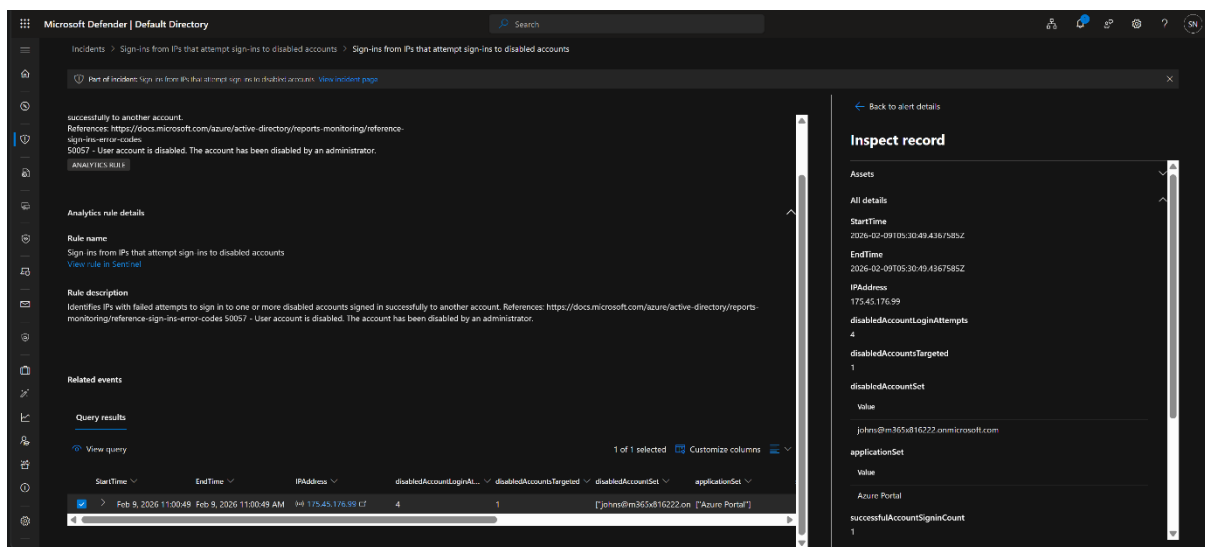 Microsoft Defender | Default Directory
Search
SN
Incidents > Sign-ins from IPs that attempt sign-ins to disabled accounts > Sign-ins from IPs that attempt sign-ins to disabled accounts
Part of incident: Sign-ins from IPs that attempt sign-ins to disabled accounts View incident page
successfully to another account.
References: https://docs.microsoft.com/azure/active-directory/reports-monitoring/reference-
sign-ins-error-codes
50057 - User account is disabled. The account has been disabled by an administrator.
ANALYTICS RULE
Analytics rule details
Rule name
Sign-ins from IPs that attempt sign-ins to disabled accounts
View rule in Sentinel
Rule description
Identifies IPs with failed attempts to sign in to one or more disabled accounts signed in successfully to another account. References: https://docs.microsoft.com/azure/active-directory/reports-
monitoring/reference-sign-ins-error-codes 50057 - User account is disabled. The account has been disabled by an administrator.
Related events
Query results
View query
1 of 1 selected Customize columns
StartTime EndTime IPAddress disabledAccountLoginAt... disabledAccountsTargeted disabledAccountSet applicationSet
Feb 9, 2026 11:00:49 Feb 9, 2026 11:00:49 AM 175.45.176.99 4 1 ["johns@m365x816222.on ["Azure Portal"]
Back to alert details
Inspect record
Assets
All details
StartTime
2026-02-09T05:30:49.4367585Z
EndTime
2026-02-09T05:30:49.4367585Z
IPAddress
175.45.176.99
disabledAccountLoginAttempts
4
disabledAccountsTargeted
1
disabledAccountSet
Value
johns@m365x816222.onmicrosoft.com
applicationSet
Value
Azure Portal
successfulAccountSigninCount
1